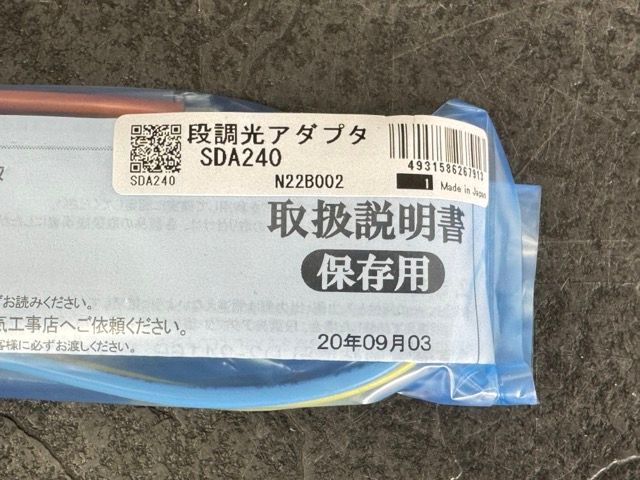 段調光アダプタ
SDA240
SDA240
N22B002
4931586267913
1
Made in Japan
取扱説明書
保存用
お読みください。
工事店へご依頼ください。
客様に必ずお渡しください。
20年09月03